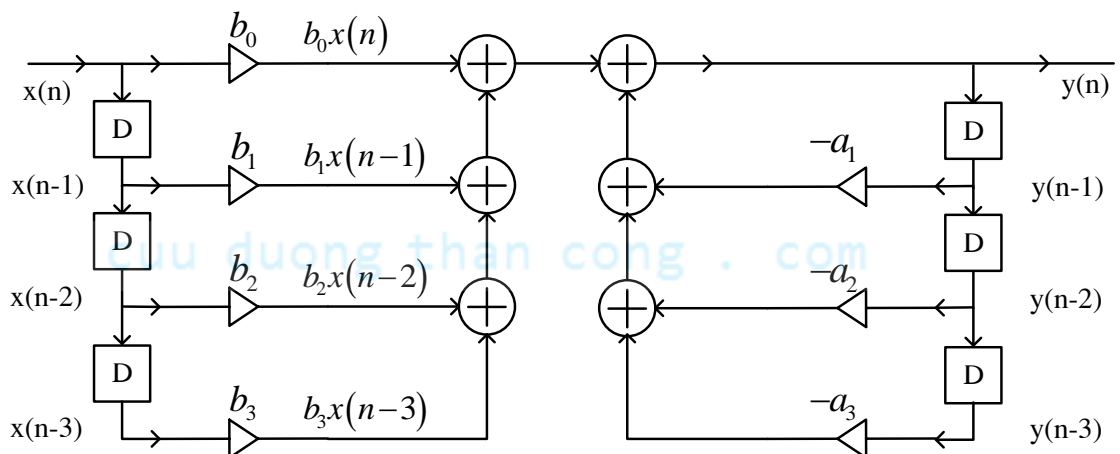 b₀ b₀x(n)
x(n) y(n)
D D
b₁ b₁x(n−1) −a₁
x(n-1) y(n-1)
D D
cuu duong than cong . com
b₂ b₂x(n−2) −a₂
x(n-2) y(n-2)
D D
b₃ b₃x(n−3) −a₃
x(n-3) y(n-3)